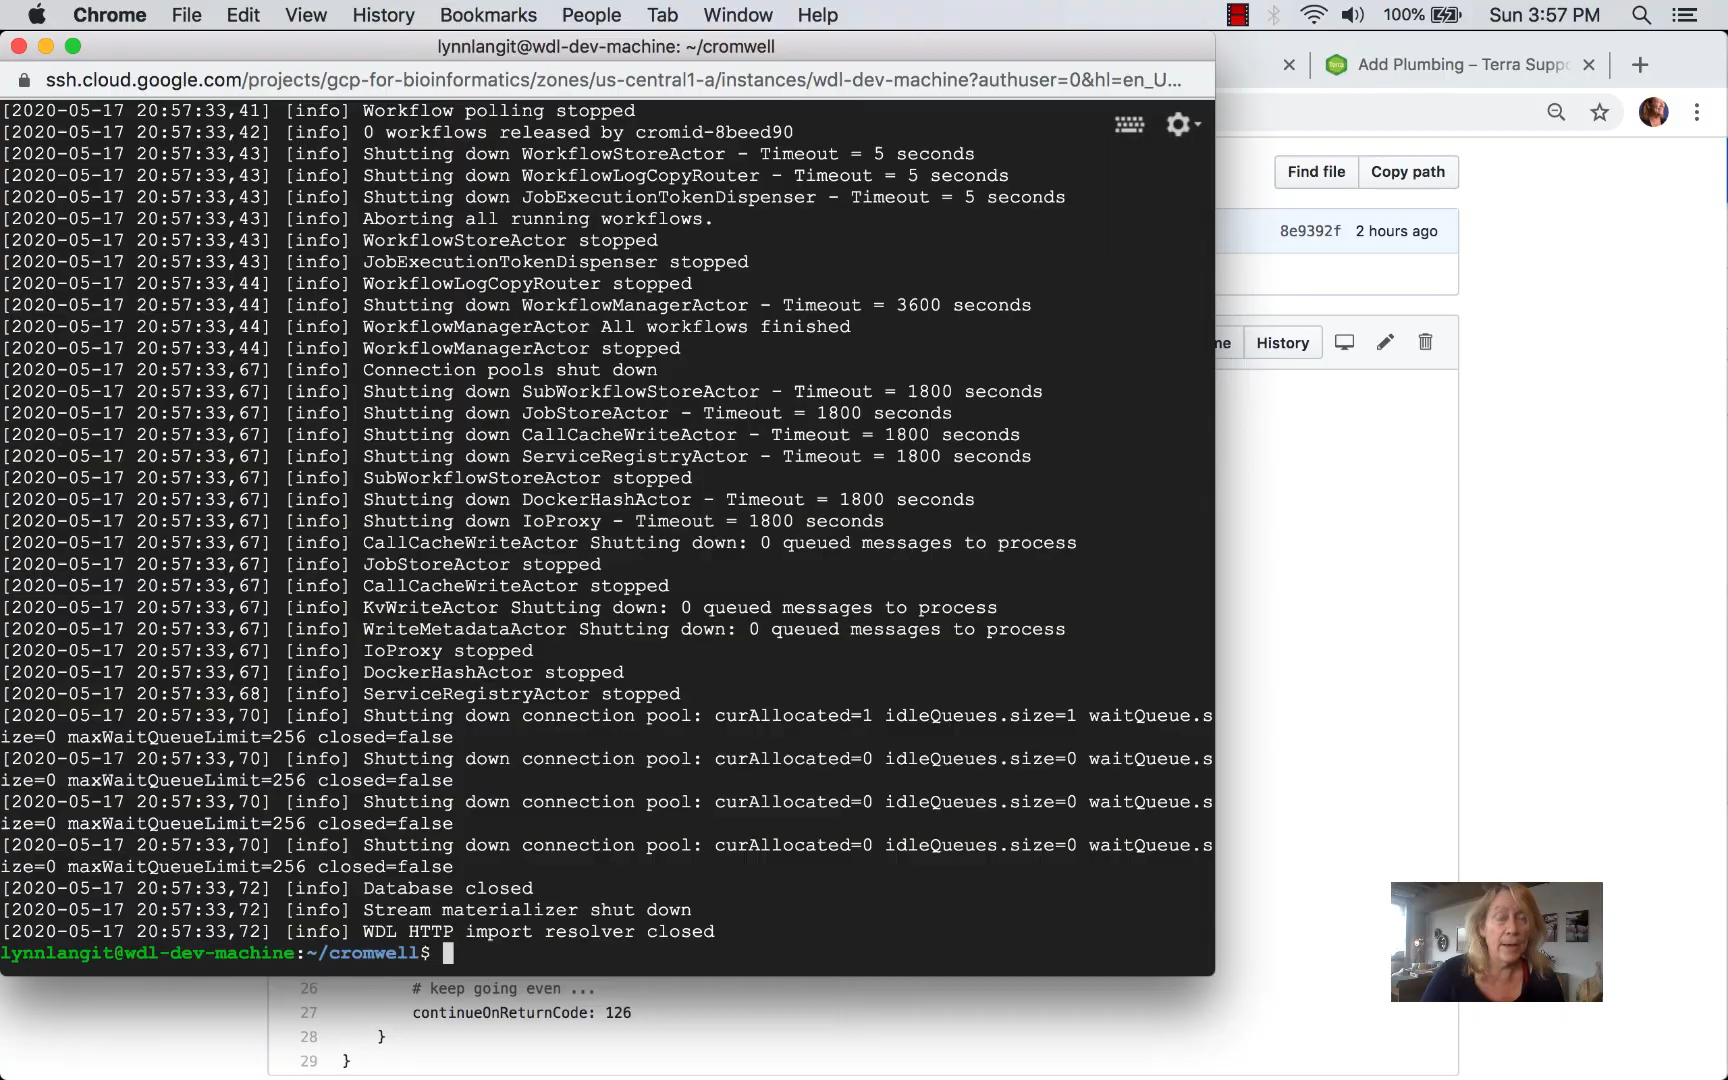 Chrome File Edit View History Bookmarks People Tab Window Help 100% Sun 3:57 PM
lynnlangit@wdl-dev-machine: ~/cromwell
ssh.cloud.google.com/projects/gcp-for-bioinformatics/zones/us-central1-a/instances/wdl-dev-machine?authuser=0&hl=en_U...
Add Plumbing – Terra Suppo
[2020-05-17 20:57:33,41] [info] Workflow polling stopped
[2020-05-17 20:57:33,42] [info] 0 workflows released by cromid-8beed90
[2020-05-17 20:57:33,43] [info] Shutting down WorkflowStoreActor - Timeout = 5 seconds
[2020-05-17 20:57:33,43] [info] Shutting down WorkflowLogCopyRouter - Timeout = 5 seconds
[2020-05-17 20:57:33,43] [info] Shutting down JobExecutionTokenDispenser - Timeout = 5 seconds
[2020-05-17 20:57:33,43] [info] Aborting all running workflows.
[2020-05-17 20:57:33,43] [info] WorkflowStoreActor stopped
[2020-05-17 20:57:33,43] [info] JobExecutionTokenDispenser stopped
[2020-05-17 20:57:33,44] [info] WorkflowLogCopyRouter stopped
[2020-05-17 20:57:33,44] [info] Shutting down WorkflowManagerActor - Timeout = 3600 seconds
[2020-05-17 20:57:33,44] [info] WorkflowManagerActor All workflows finished
[2020-05-17 20:57:33,44] [info] WorkflowManagerActor stopped
[2020-05-17 20:57:33,67] [info] Connection pools shut down
[2020-05-17 20:57:33,67] [info] Shutting down SubWorkflowStoreActor - Timeout = 1800 seconds
[2020-05-17 20:57:33,67] [info] Shutting down JobStoreActor - Timeout = 1800 seconds
[2020-05-17 20:57:33,67] [info] Shutting down CallCacheWriteActor - Timeout = 1800 seconds
[2020-05-17 20:57:33,67] [info] Shutting down ServiceRegistryActor - Timeout = 1800 seconds
[2020-05-17 20:57:33,67] [info] SubWorkflowStoreActor stopped
[2020-05-17 20:57:33,67] [info] Shutting down DockerHashActor - Timeout = 1800 seconds
[2020-05-17 20:57:33,67] [info] Shutting down IoProxy - Timeout = 1800 seconds
[2020-05-17 20:57:33,67] [info] CallCacheWriteActor Shutting down: 0 queued messages to process
[2020-05-17 20:57:33,67] [info] JobStoreActor stopped
[2020-05-17 20:57:33,67] [info] CallCacheWriteActor stopped
[2020-05-17 20:57:33,67] [info] KvWriteActor Shutting down: 0 queued messages to process
[2020-05-17 20:57:33,67] [info] WriteMetadataActor Shutting down: 0 queued messages to process
[2020-05-17 20:57:33,67] [info] IoProxy stopped
[2020-05-17 20:57:33,67] [info] DockerHashActor stopped
[2020-05-17 20:57:33,68] [info] ServiceRegistryActor stopped
[2020-05-17 20:57:33,70] [info] Shutting down connection pool: curAllocated=1 idleQueues.size=1 waitQueue.s
ize=0 maxWaitQueueLimit=256 closed=false
[2020-05-17 20:57:33,70] [info] Shutting down connection pool: curAllocated=0 idleQueues.size=0 waitQueue.s
ize=0 maxWaitQueueLimit=256 closed=false
[2020-05-17 20:57:33,70] [info] Shutting down connection pool: curAllocated=0 idleQueues.size=0 waitQueue.s
ize=0 maxWaitQueueLimit=256 closed=false
[2020-05-17 20:57:33,70] [info] Shutting down connection pool: curAllocated=0 idleQueues.size=0 waitQueue.s
ize=0 maxWaitQueueLimit=256 closed=false
[2020-05-17 20:57:33,72] [info] Database closed
[2020-05-17 20:57:33,72] [info] Stream materializer shut down
[2020-05-17 20:57:33,72] [info] WDL HTTP import resolver closed
lynnlangit@wdl-dev-machine:~/cromwell$
Find file Copy path
8e9392f 2 hours ago
me History
26 # keep going even ...
27 continueOnReturnCode: 126
28 }
29 }